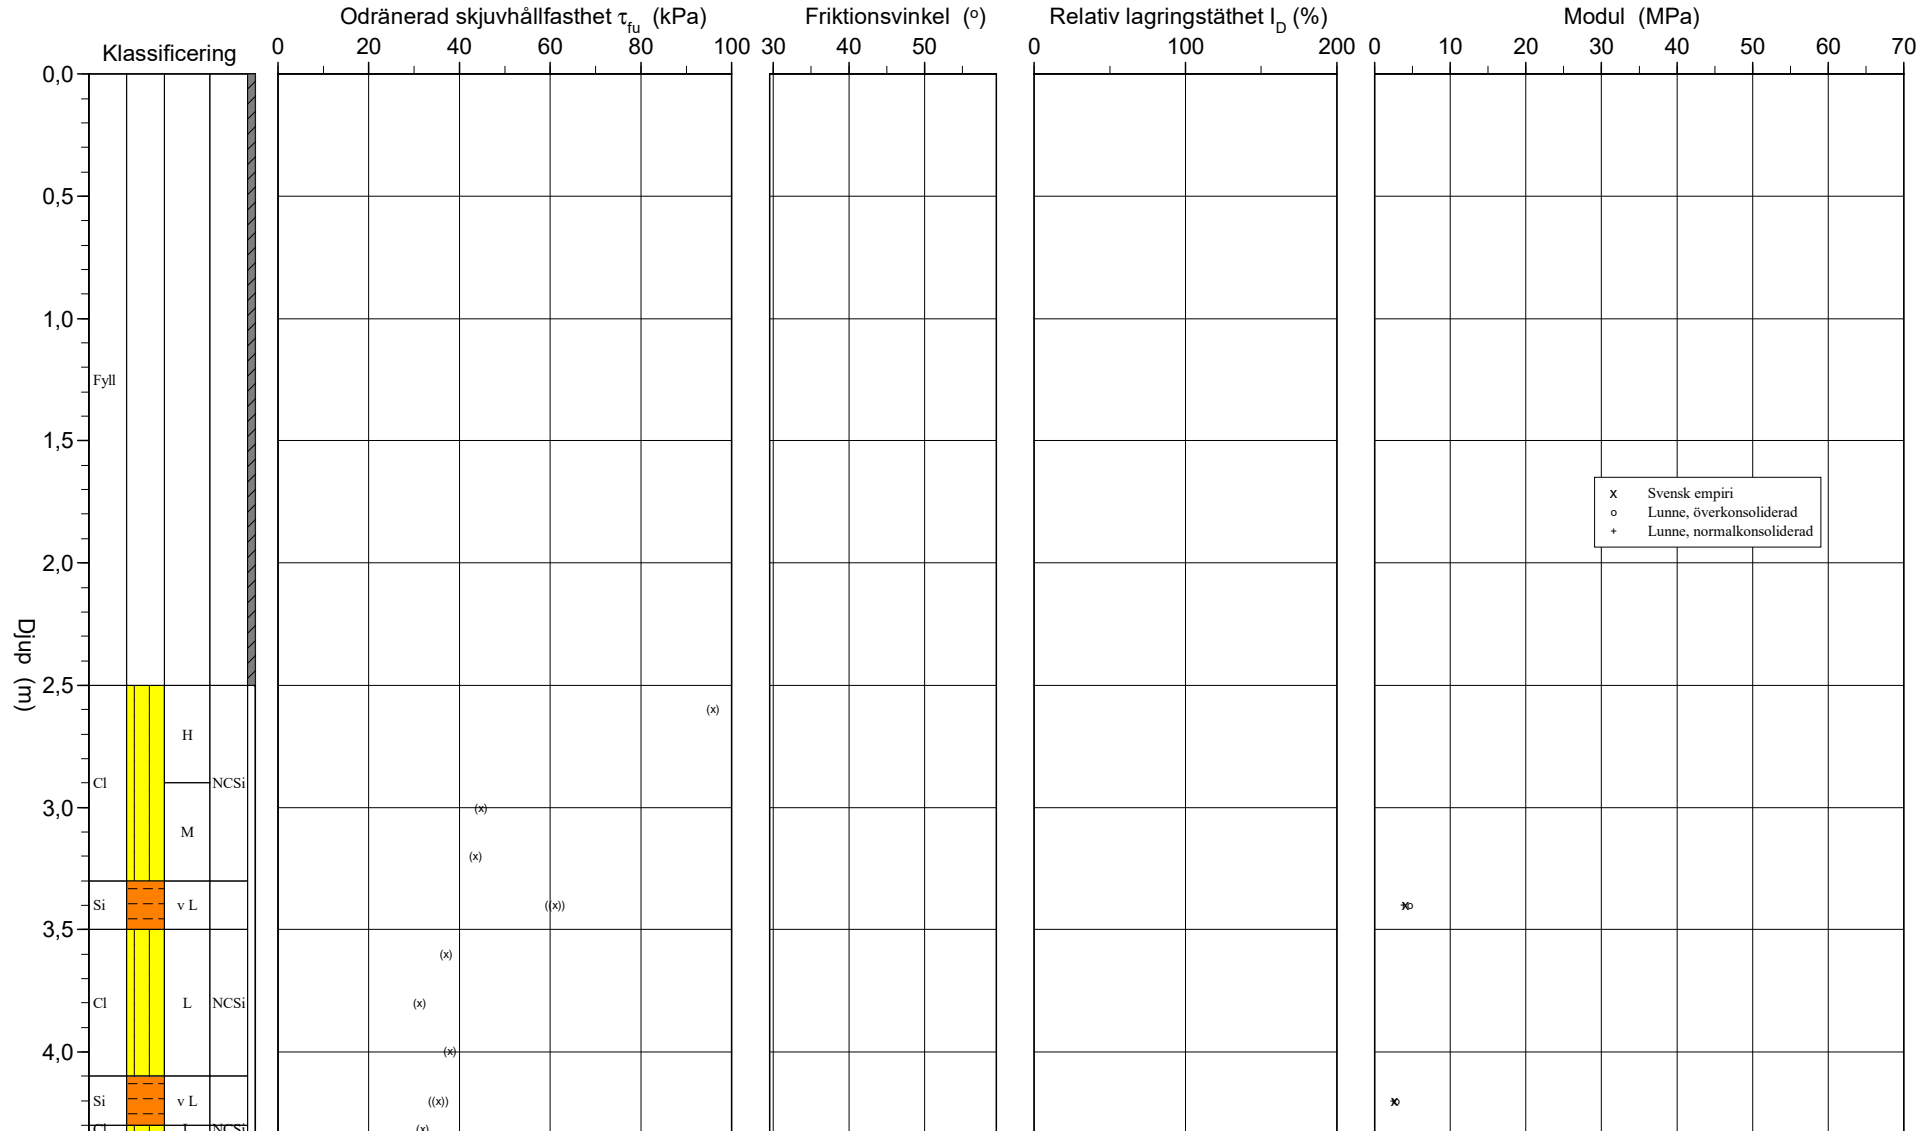 Odränerad skjuvhållfasthet τfu (kPa)
Friktionsvinkel (o)
Relativ lagringstäthet ID (%)
Modul (MPa)
Klassificering
0 20 40 60 80 100
30 40 50
0 100 200
0 10 20 30 40 50 60 70
0,0
0,5
1,0
Fyll
1,5
x Svensk empiri
o Lunne, överkonsoliderad
+ Lunne, normalkonsoliderad
2,0
Djup (m)
2,5
(x)
H
Cl NCSi
3,0 (x)
M
(x)
Si v L ((x))
3,5
(x)
Cl L NCSi (x)
4,0 (x)
Si v L ((x))
Cl L NCSi (x)